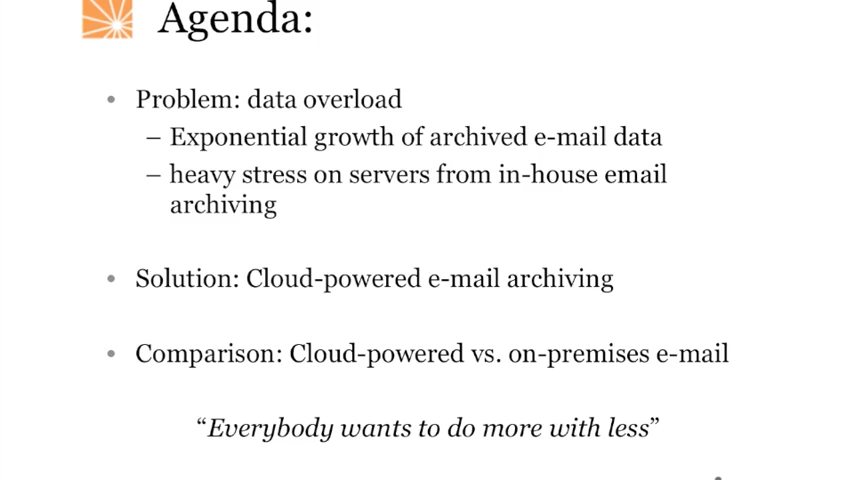 Agenda:
• Problem: data overload
– Exponential growth of archived e-mail data
– heavy stress on servers from in-house email
archiving
• Solution: Cloud-powered e-mail archiving
• Comparison: Cloud-powered vs. on-premises e-mail
“Everybody wants to do more with less”